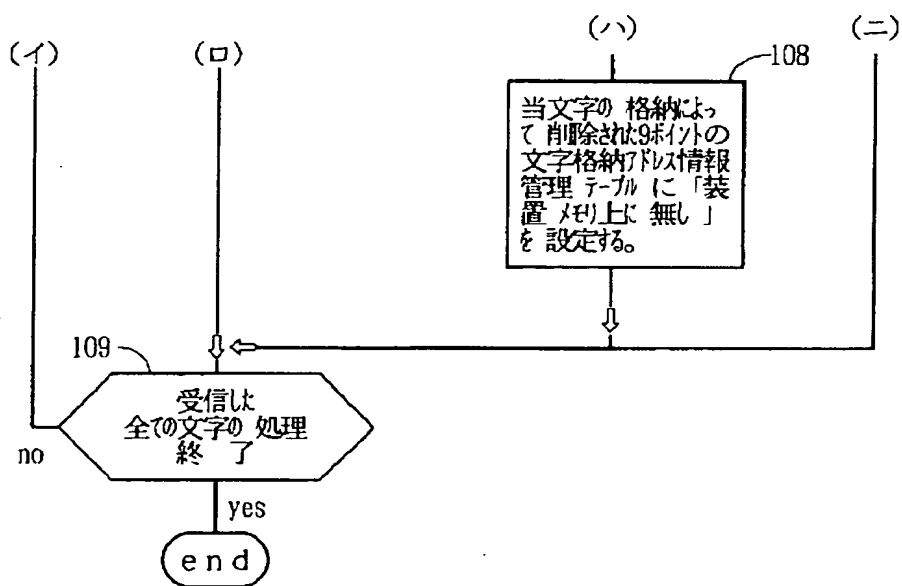 (イ)
(ロ)
(ハ)
(ニ)
108
当文字の 格納によっ
て 削除された9ポイントの
文字格納アドレス情報
管理 テーブル に 「装
置 メモリ上に 無し 」
を 設定する。
109
受信した
全ての文字の 処理
終 了
no
yes
end